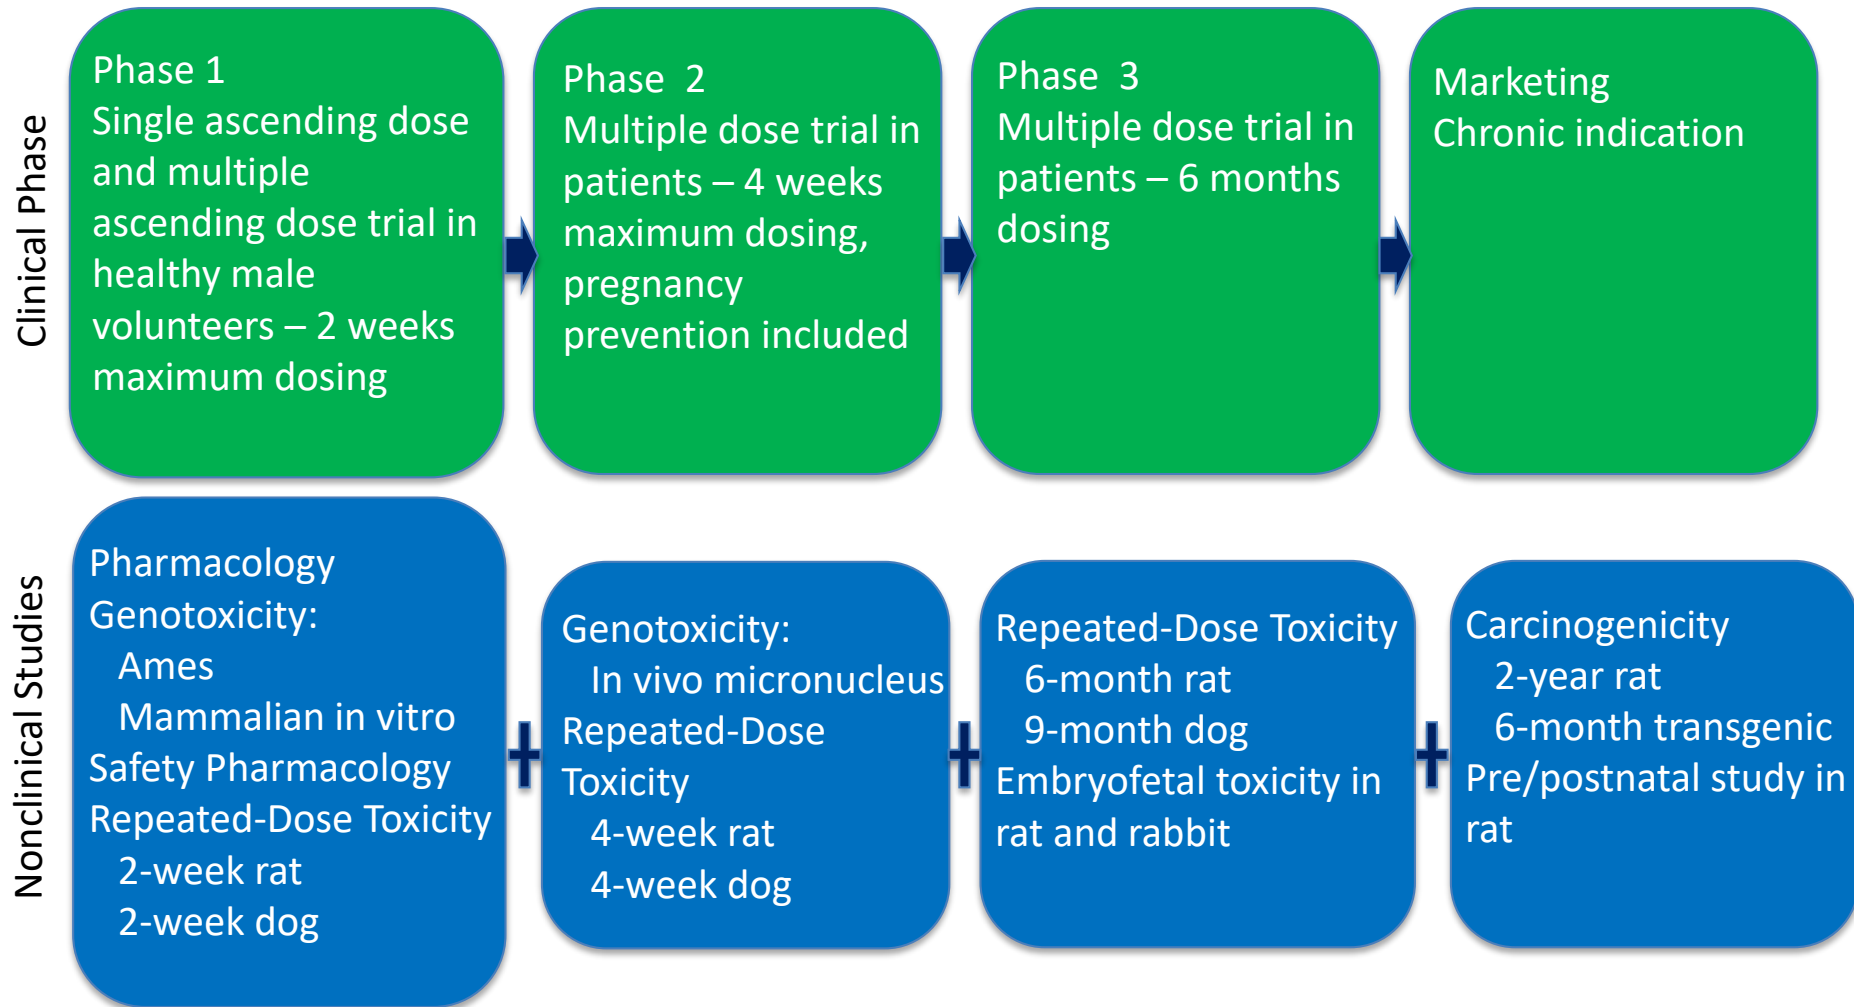 Clinical Phase
Phase 1
Single ascending dose
and multiple
ascending dose trial in
healthy male
volunteers – 2 weeks
maximum dosing
Phase  2
Multiple dose trial in
patients – 4 weeks
maximum dosing,
pregnancy
prevention included
Phase  3
Multiple dose trial in
patients – 6 months
dosing
Marketing
Chronic indication
Nonclinical Studies
Pharmacology
Genotoxicity:
Ames
Mammalian in vitro
Safety Pharmacology
Repeated-Dose Toxicity
2-week rat
2-week dog
Genotoxicity:
In vivo micronucleus
Repeated-Dose
Toxicity
4-week rat
4-week dog
Repeated-Dose Toxicity
6-month rat
9-month dog
Embryofetal toxicity in
rat and rabbit
Carcinogenicity
2-year rat
6-month transgenic
Pre/postnatal study in
rat